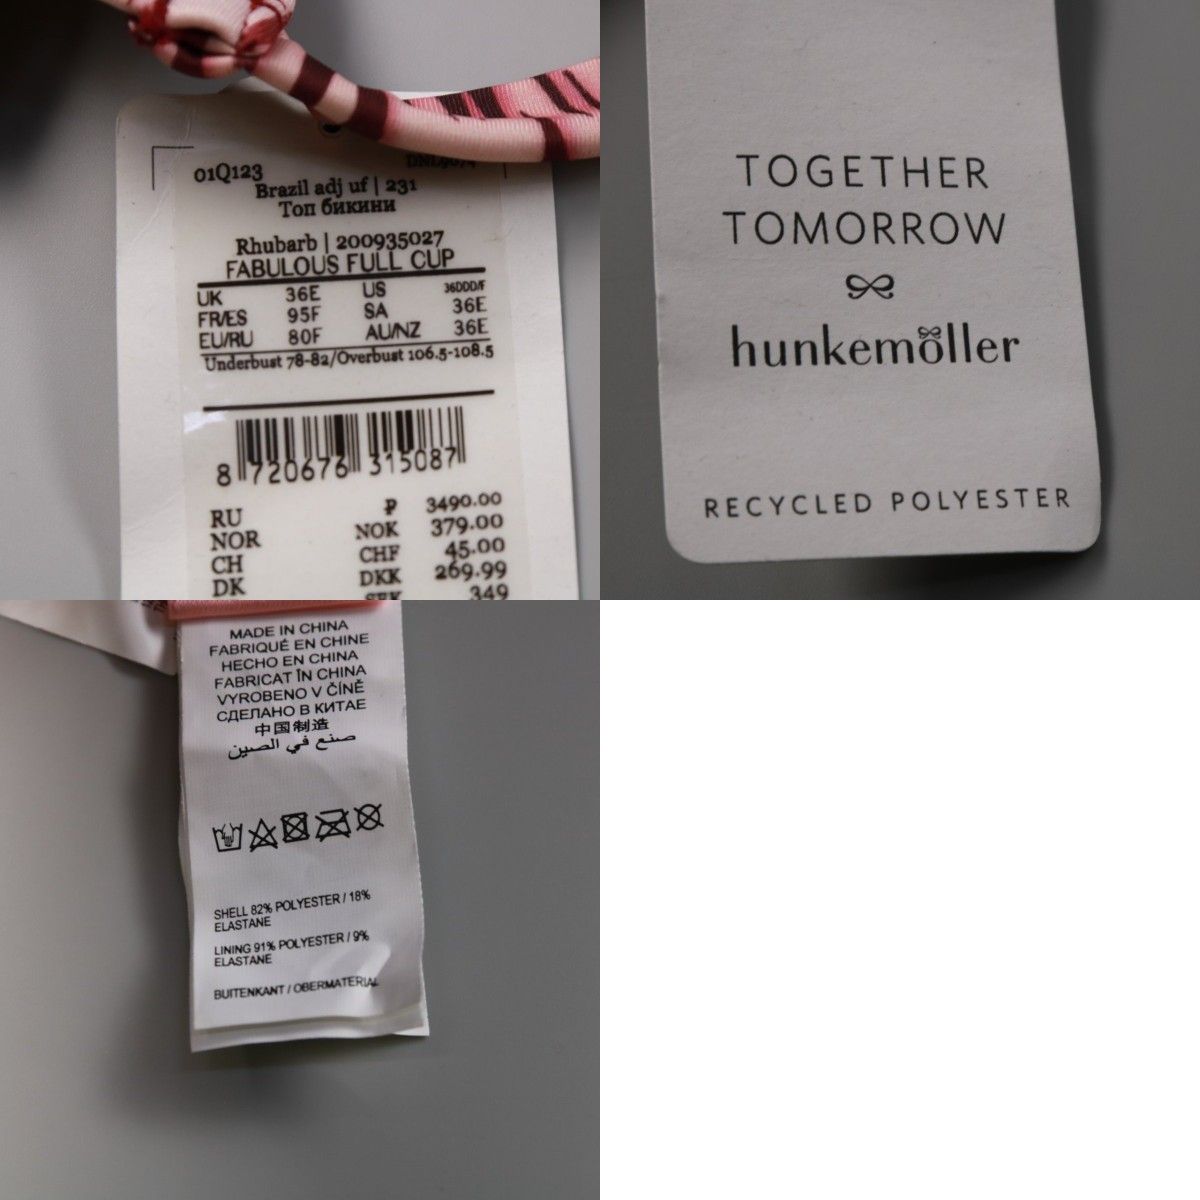 01Q123
Brazil adj uf | 231
Топ бикини
Rhubarb | 200935027
FABULOUS FULL CUP
UK 36E US 36DDD/F
FR/ES 95F SA 36E
EU/RU 80F AU/NZ 36E
Underbust 78-82/Overbust 106.5-108.5
8 720676 315087
RU ₽ 3490.00
NOR NOK 379.00
CH CHF 45.00
DK DKK 269.99
SEK 349
TOGETHER
TOMORROW
hunkemöller
RECYCLED POLYESTER
MADE IN CHINA
FABRIQUÉ EN CHINE
HECHO EN CHINA
FABRICAT ÎN CHINA
VYROBENO V ČÍNĚ
СДЕЛАНО В КИТАЕ
中国制造
صنع في الصين
SHELL 82% POLYESTER / 18%
ELASTANE
LINING 91% POLYESTER / 9%
ELASTANE
BUITENKANT / OBERMATERIAL